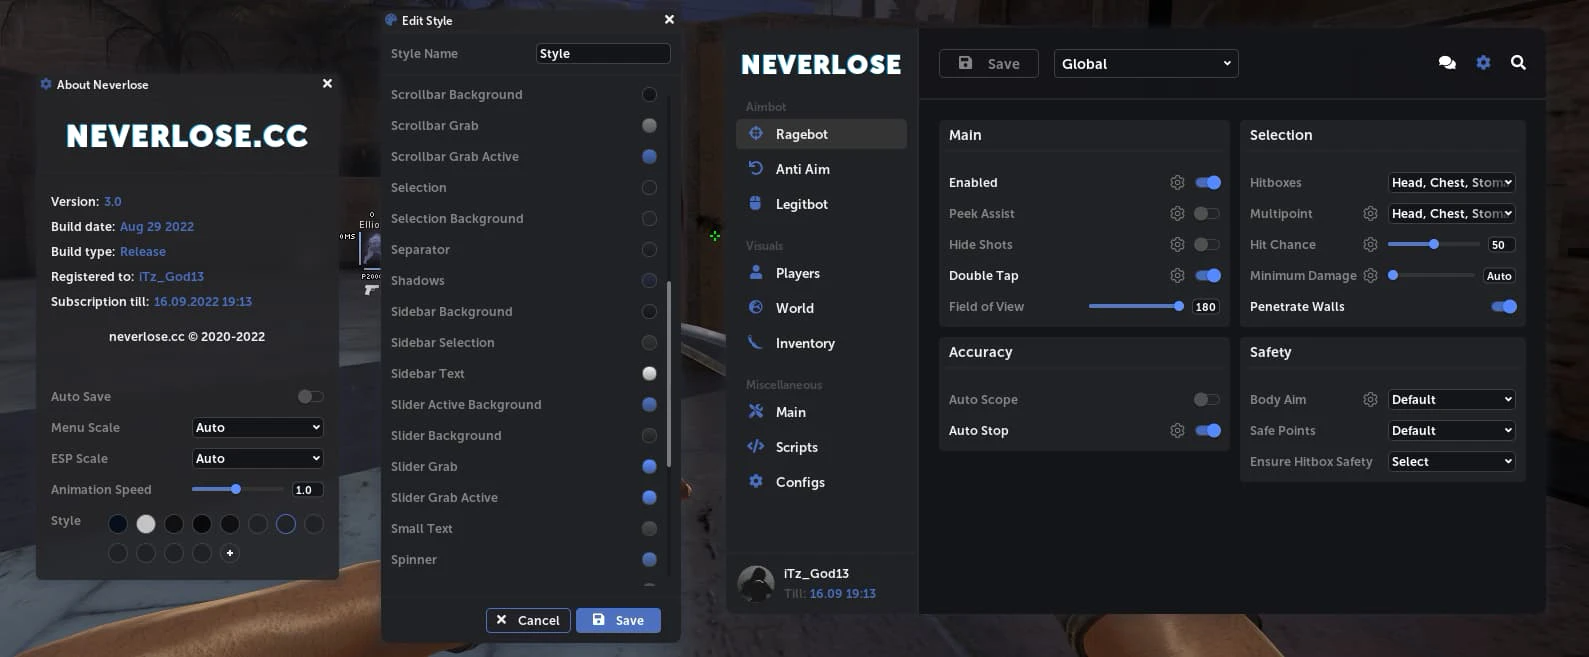 About Neverlose
NEVERLOSE.CC
Version: 3.0
Build date: Aug 29 2022
Build type: Release
Registered to: iTz_God13
Subscription till: 16.09.2022 19:13
neverlose.cc © 2020-2022
Auto Save
Menu Scale Auto
ESP Scale Auto
Animation Speed 1.0
Style
0
Ellio
0MS
P2000
Edit Style
Style Name Style
Scrollbar Background
Scrollbar Grab
Scrollbar Grab Active
Selection
Selection Background
Separator
Shadows
Sidebar Background
Sidebar Selection
Sidebar Text
Slider Active Background
Slider Background
Slider Grab
Slider Grab Active
Small Text
Spinner
Cancel Save
NEVERLOSE
Aimbot
Ragebot
Anti Aim
Legitbot
Visuals
Players
World
Inventory
Miscellaneous
Main
Scripts
Configs
iTz_God13
Till: 16.09 19:13
Save Global
Main
Enabled
Peek Assist
Hide Shots
Double Tap
Field of View 180
Accuracy
Auto Scope
Auto Stop
Selection
Hitboxes Head, Chest, Stom
Multipoint Head, Chest, Stom
Hit Chance 50
Minimum Damage Auto
Penetrate Walls
Safety
Body Aim Default
Safe Points Default
Ensure Hitbox Safety Select